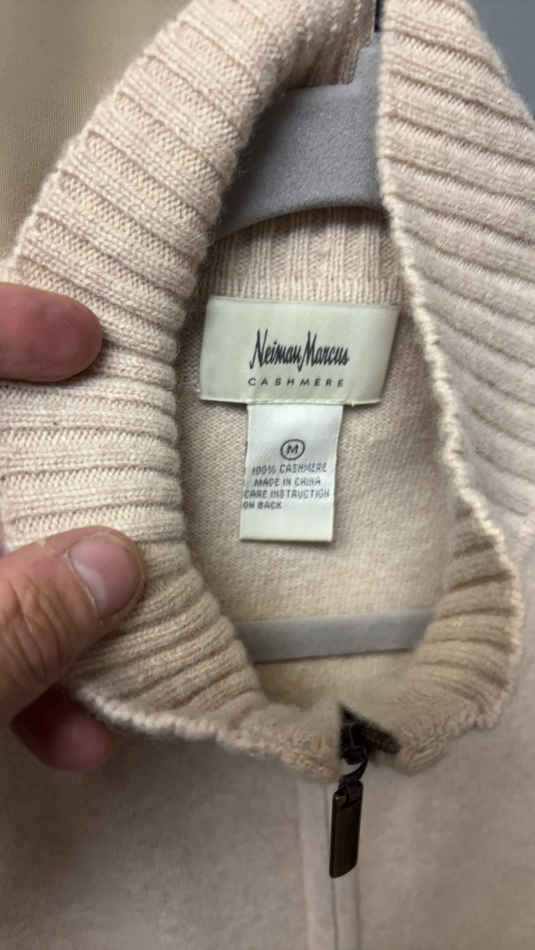 Neiman Marcus
CASHMERE
M
100% CASHMERE
MADE IN CHINA
CARE INSTRUCTION
ON BACK